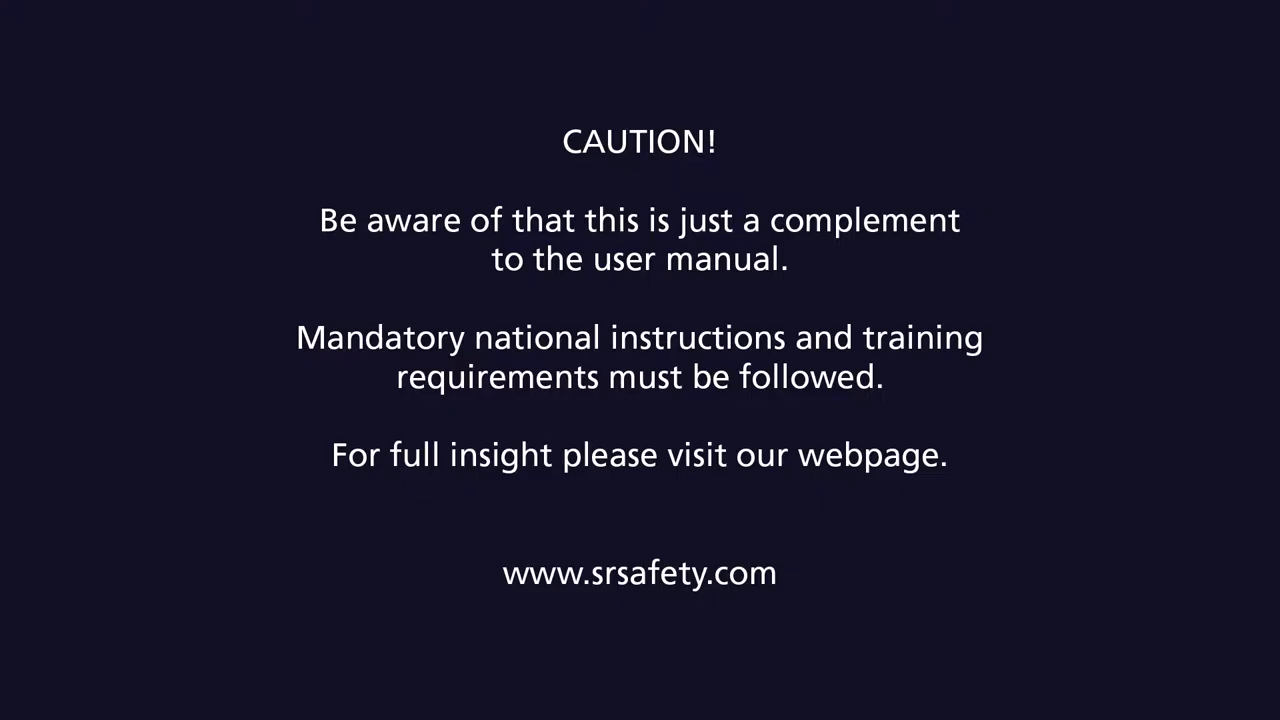 CAUTION!
Be aware of that this is just a complement
to the user manual.
Mandatory national instructions and training
requirements must be followed.
For full insight please visit our webpage.
www.srsafety.com